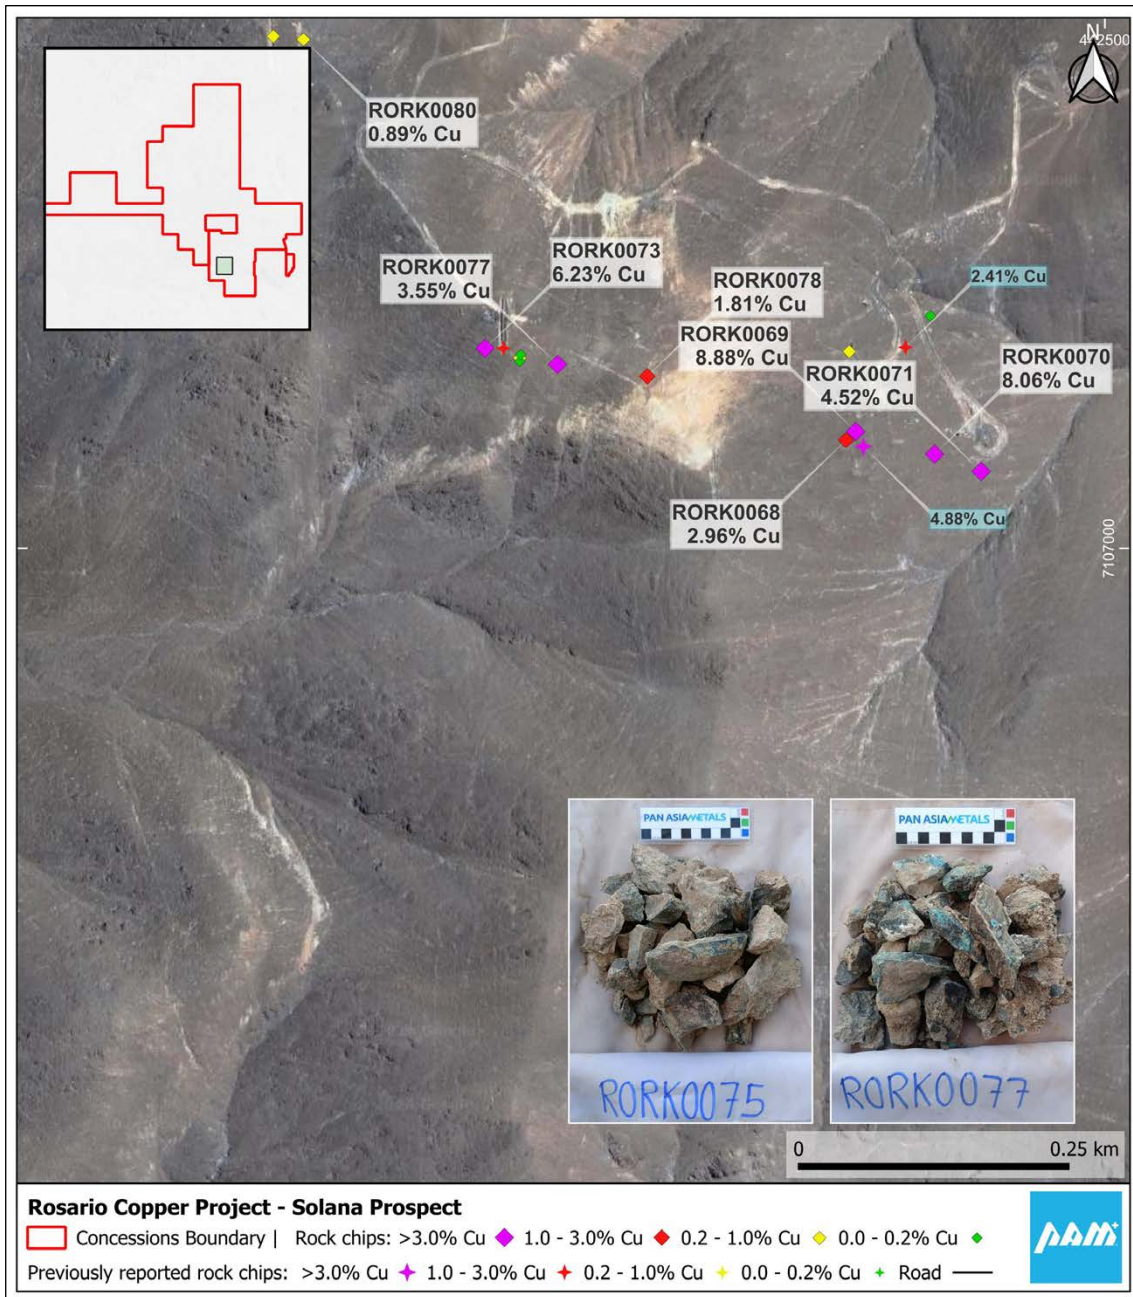 N
442500
RORK0080
0.89% Cu
RORK0073
6.23% Cu
RORK0077
3.55% Cu
RORK0078
1.81% Cu
2.41% Cu
RORK0069
8.88% Cu
RORK0070
8.06% Cu
RORK0071
4.52% Cu
RORK0068
2.96% Cu
4.88% Cu
7107000
PAN ASIA METALS
PAN ASIA METALS
RORK0075
RORK0077
0 0.25 km
Rosario Copper Project - Solana Prospect
Concessions Boundary | Rock chips: >3.0% Cu 1.0 - 3.0% Cu 0.2 - 1.0% Cu 0.0 - 0.2% Cu
Previously reported rock chips: >3.0% Cu 1.0 - 3.0% Cu 0.2 - 1.0% Cu 0.0 - 0.2% Cu Road
PAM